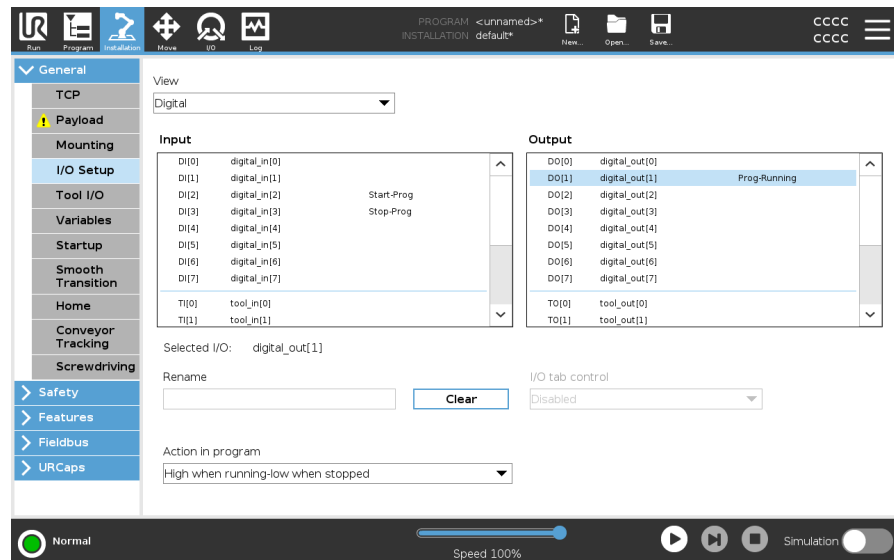 UR
PROGRAM <unnamed>*
INSTALLATION default*
CCCC
CCCC
Run
Program
Installation
Move
I/O
Log
New...
Open...
Save...
General
TCP
Payload
Mounting
I/O Setup
Tool I/O
Variables
Startup
Smooth
Transition
Home
Conveyor
Tracking
Screwdriving
Safety
Features
Fieldbus
URCaps
View
Digital
Input
DI[0] digital_in[0]
DI[1] digital_in[1]
DI[2] digital_in[2] Start-Prog
DI[3] digital_in[3] Stop-Prog
DI[4] digital_in[4]
DI[5] digital_in[5]
DI[6] digital_in[6]
DI[7] digital_in[7]
TI[0] tool_in[0]
TI[1] tool_in[1]
Output
DO[0] digital_out[0]
DO[1] digital_out[1] Prog-Running
DO[2] digital_out[2]
DO[3] digital_out[3]
DO[4] digital_out[4]
DO[5] digital_out[5]
DO[6] digital_out[6]
DO[7] digital_out[7]
TO[0] tool_out[0]
TO[1] tool_out[1]
Selected I/O: digital_out[1]
Rename
Clear
I/O tab control
Disabled
Action in program
High when running-low when stopped
Normal
Speed 100%
Simulation